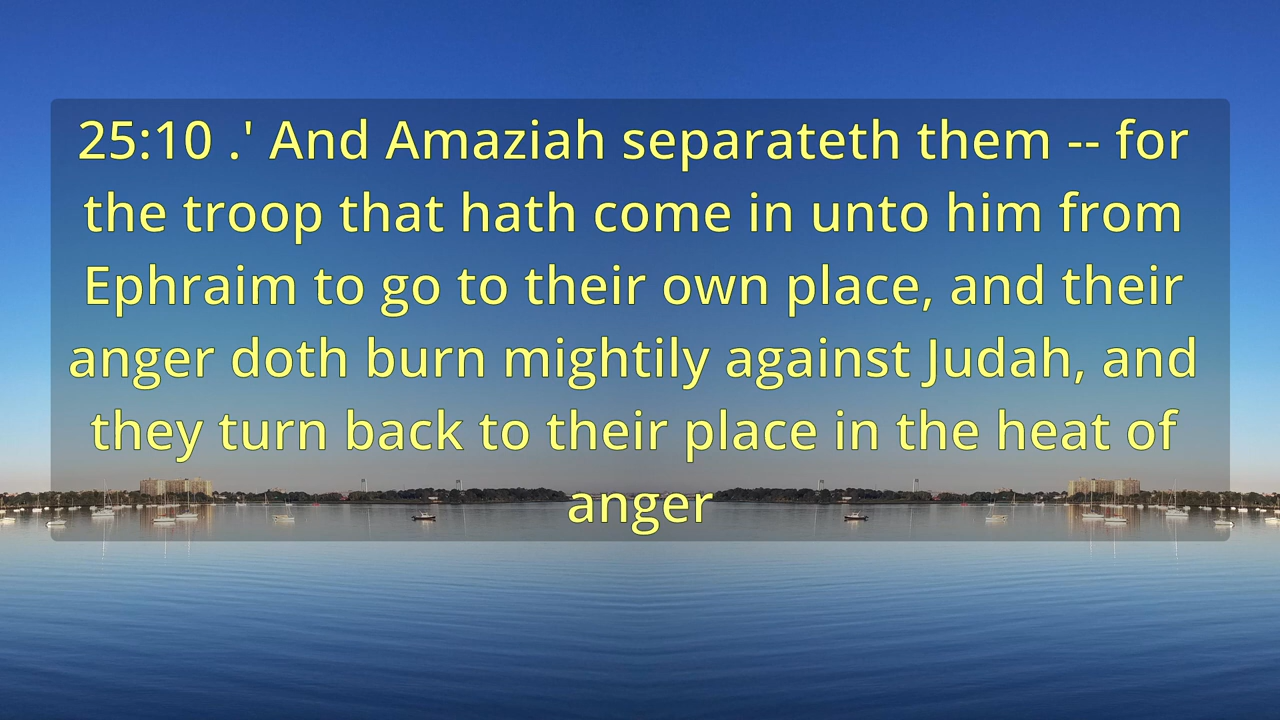 25:10 .' And Amaziah separateth them -- for
the troop that hath come in unto him from
Ephraim to go to their own place, and their
anger doth burn mightily against Judah, and
they turn back to their place in the heat of
anger